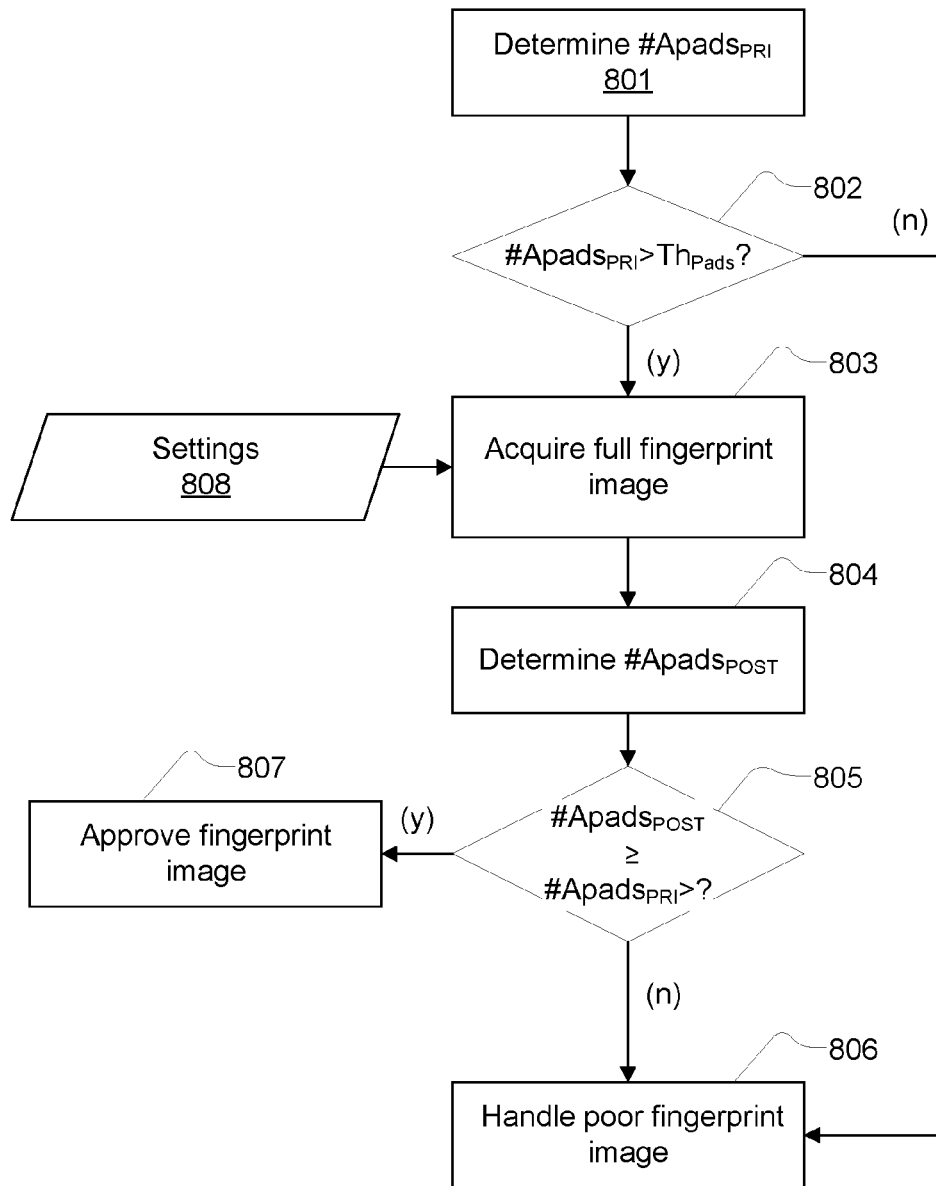 Determine #Apads_PRI
801
802
(n)
#Apads_PRI>Th_Pads?
(y)
803
Settings
808
Acquire full fingerprint
image
804
Determine #Apads_POST
807
805
Approve fingerprint
image
(y)
#Apads_POST
≥
#Apads_PRI>?
(n)
806
Handle poor fingerprint
image